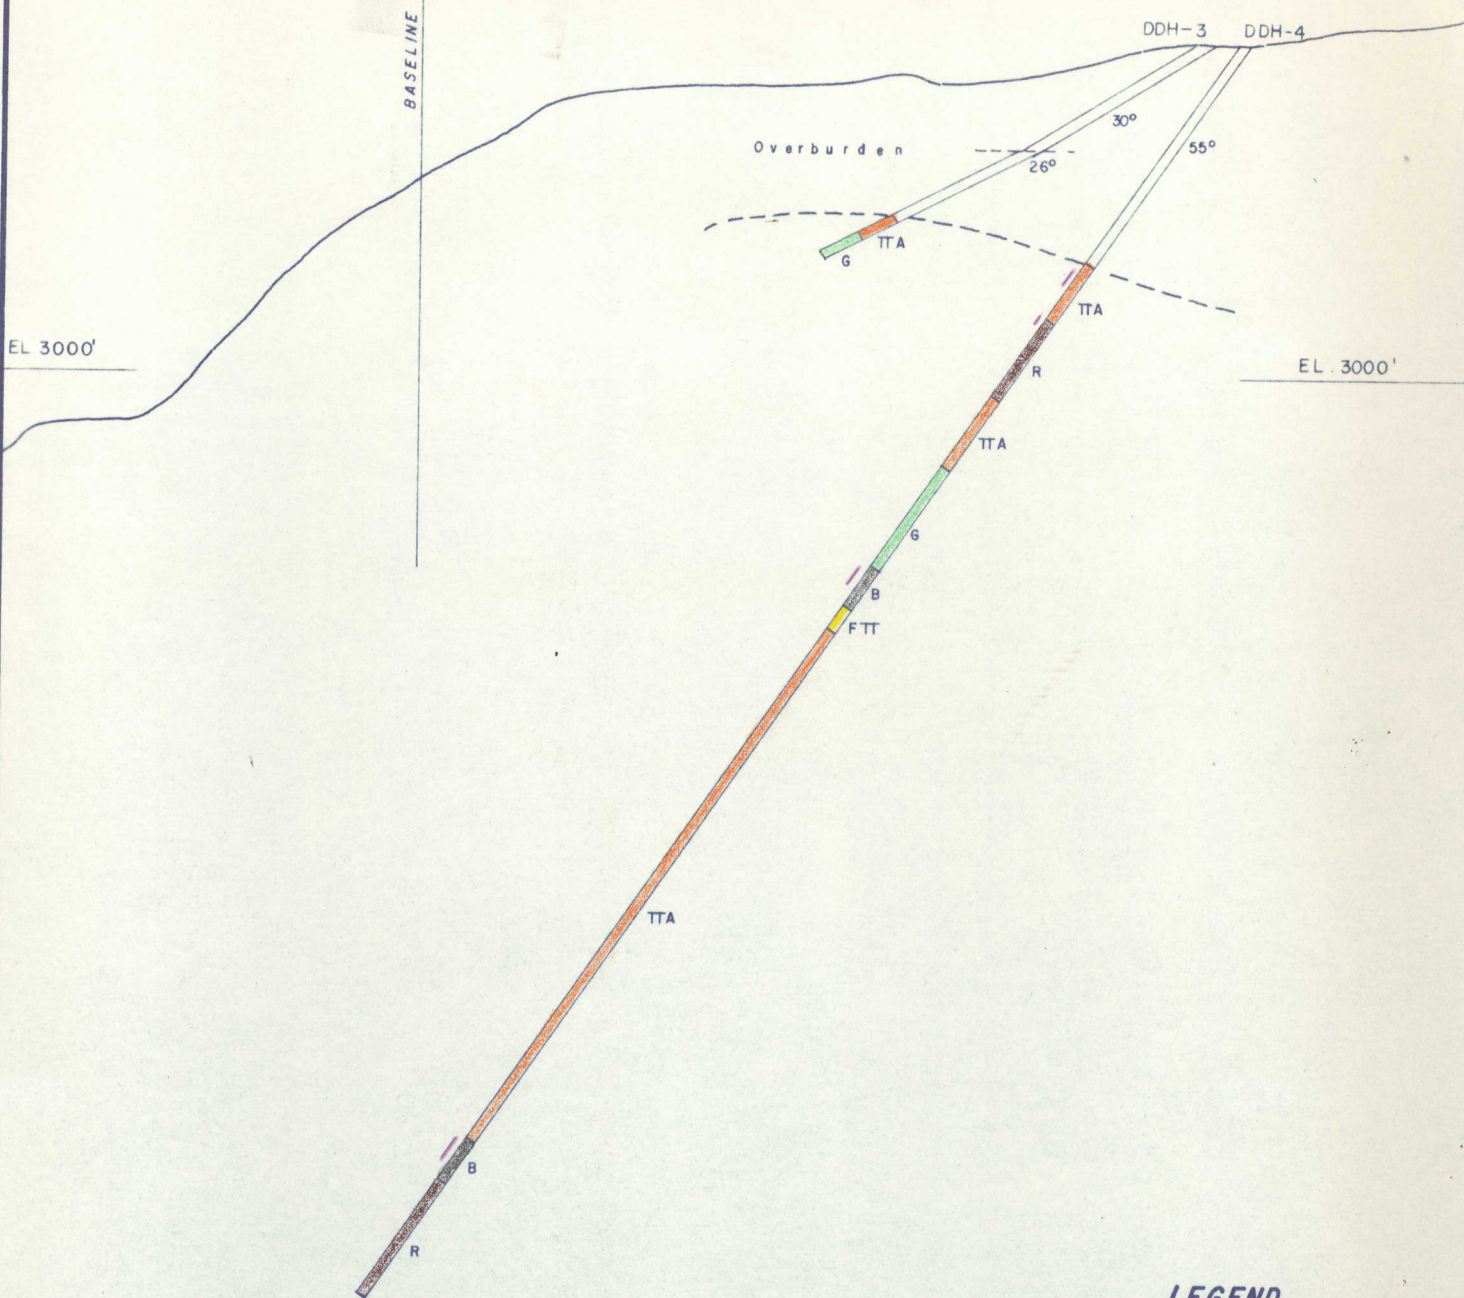 BASELINE
DDH-3 DDH-4
30°
Overburden
26°
55°
TTA
G
TTA
EL 3000'
EL. 3000'
R
TTA
G
B
FTT
TTA
B
R
LEGEND